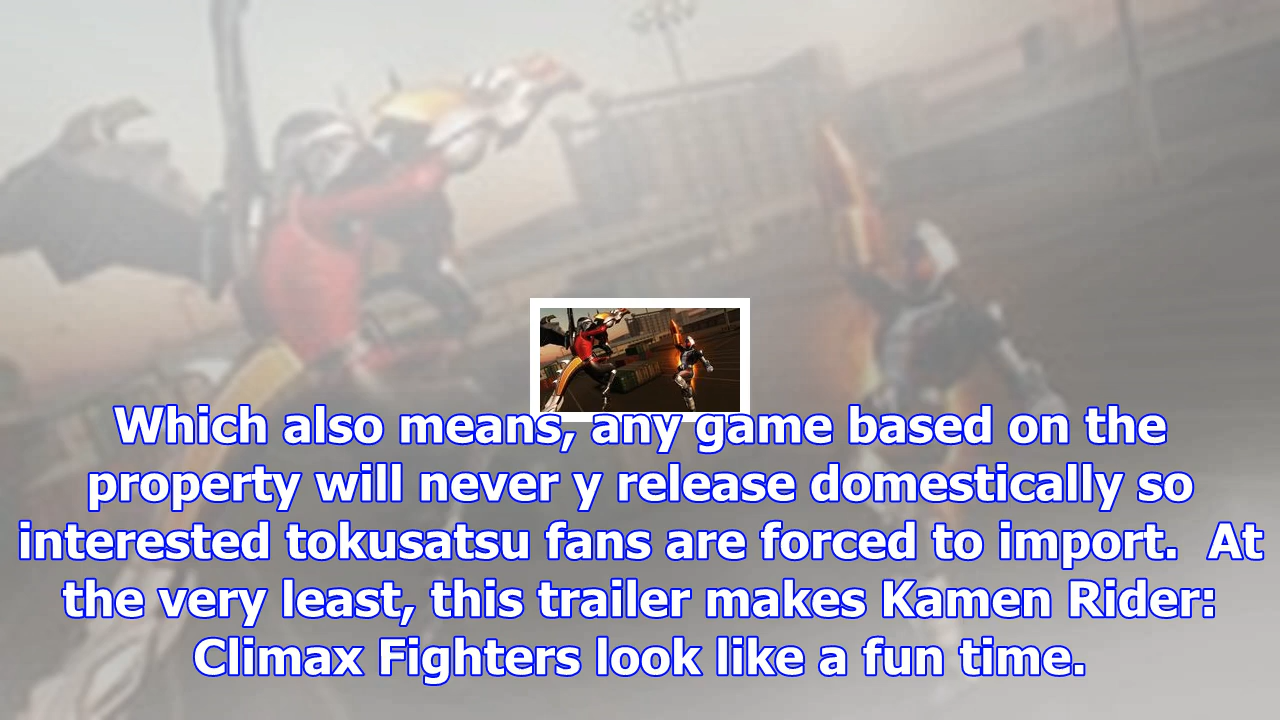 Which also means, any game based on the
property will never y release domestically so
interested tokusatsu fans are forced to import.  At
the very least, this trailer makes Kamen Rider:
Climax Fighters look like a fun time.